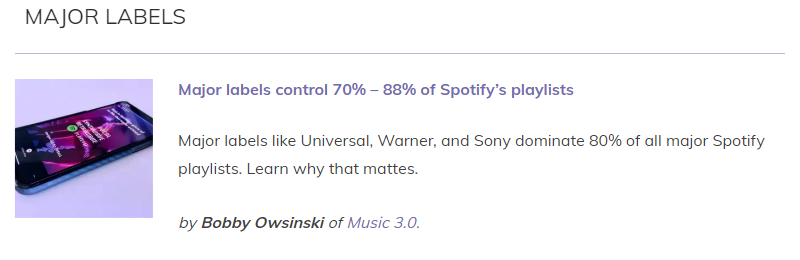 MAJOR LABELS
Major labels control 70% – 88% of Spotify's playlists
Major labels like Universal, Warner, and Sony dominate 80% of all major Spotify
playlists. Learn why that mattes.
by Bobby Owsinski of Music 3.0.